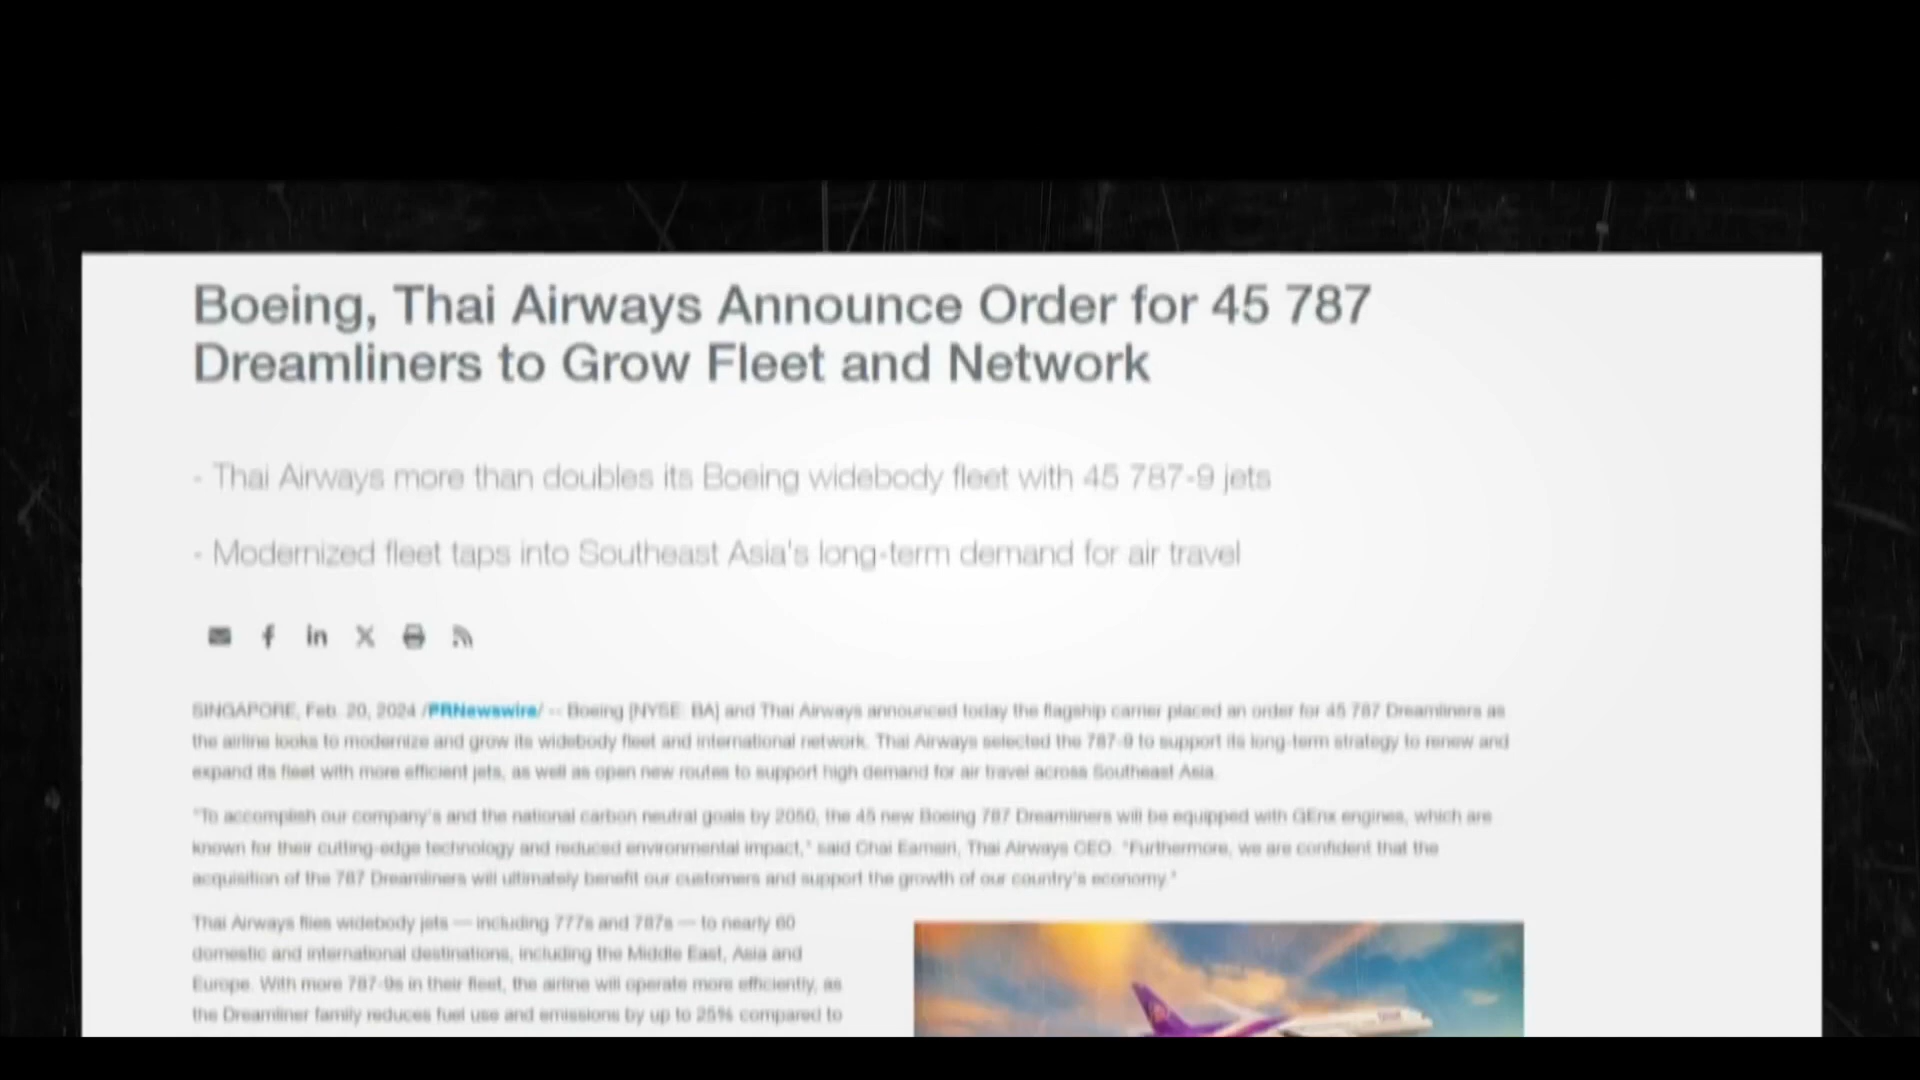 Boeing, Thai Airways Announce Order for 45 787
Dreamliners to Grow Fleet and Network
- Thai Airways more than doubles its Boeing widebody fleet with 45 787-9 jets
- Modernized fleet taps into Southeast Asia's long-term demand for air travel
SINGAPORE, Feb. 20, 2024 /PRNewswire/ -- Boeing [NYSE: BA] and Thai Airways announced today the flagship carrier placed an order for 45 787 Dreamliners as
the airline looks to modernize and grow its widebody fleet and international network. Thai Airways selected the 787-9 to support its long-term strategy to renew and
expand its fleet with more efficient jets, as well as open new routes to support high demand for air travel across Southeast Asia.
"To accomplish our company's and the national carbon neutral goals by 2050, the 45 new Boeing 787 Dreamliners will be equipped with GEnx engines, which are
known for their cutting-edge technology and reduced environmental impact," said Chai Eamsiri, Thai Airways CEO. "Furthermore, we are confident that the
acquisition of the 787 Dreamliners will ultimately benefit our customers and support the growth of our country's economy."
Thai Airways flies widebody jets — including 777s and 787s — to nearly 60
domestic and international destinations, including the Middle East, Asia and
Europe. With more 787-9s in their fleet, the airline will operate more efficiently, as
the Dreamliner family reduces fuel use and emissions by up to 25% compared to